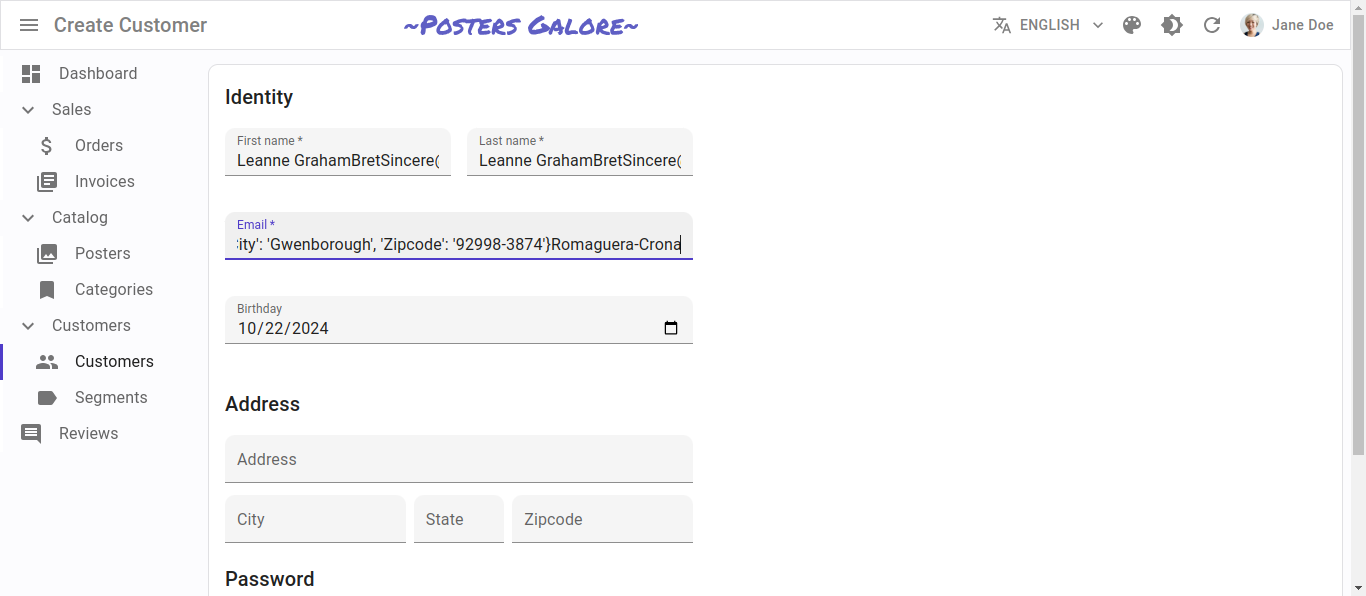 Create Customer
~Posters Galore~
ENGLISH
Jane Doe
Dashboard
Sales
Orders
Invoices
Catalog
Posters
Categories
Customers
Customers
Segments
Reviews
Identity
First name *
Leanne GrahamBretSincere(
Last name *
Leanne GrahamBretSincere(
Email *
ity': 'Gwenborough', 'Zipcode': '92998-3874'}Romaguera-Crona
Birthday
10/22/2024
Address
Address
City
State
Zipcode
Password